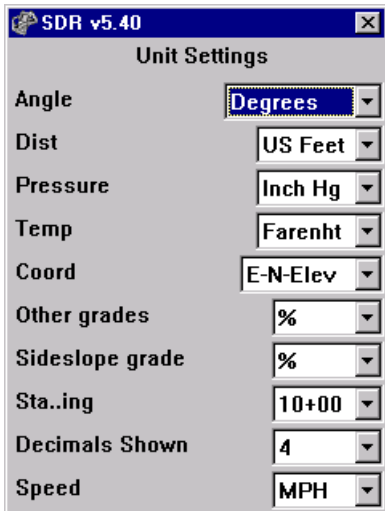 SDR v5.40
Unit Settings
Angle Degrees
Dist US Feet
Pressure Inch Hg
Temp Farenht
Coord E-N-Elev
Other grades %
Sideslope grade %
Sta..ing 10+00
Decimals Shown 4
Speed MPH